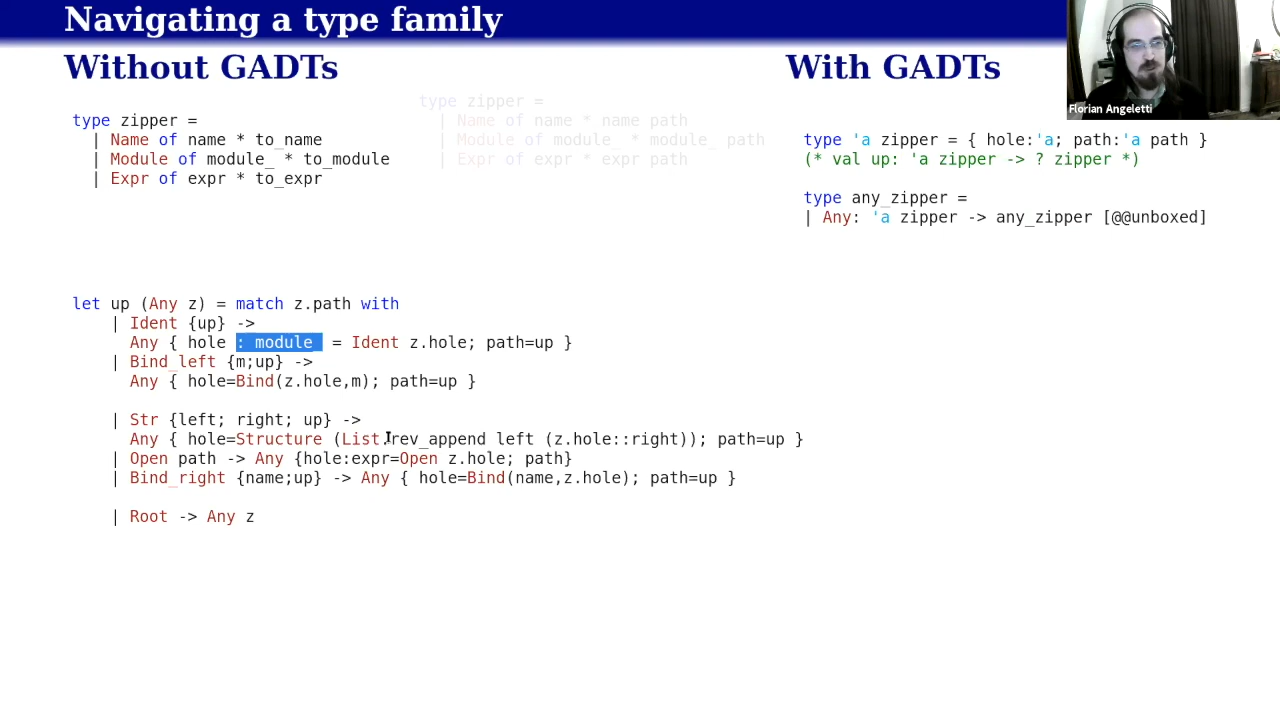 Navigating a type family
Without GADTs
With GADTs
Florian Angeletti
type zipper =
| Name of name * to_name
| Module of module_ * to_module
| Expr of expr * to_expr
type zipper =
| Name of name * name path
| Module of module_ * module_ path
| Expr of expr * expr path
type 'a zipper = { hole:'a; path:'a path }
(* val up: 'a zipper -> ? zipper *)
type any_zipper =
| Any: 'a zipper -> any_zipper [@@unboxed]
let up (Any z) = match z.path with
| Ident {up} ->
Any { hole : module_ = Ident z.hole; path=up }
| Bind_left {m;up} ->
Any { hole=Bind(z.hole,m); path=up }
| Str {left; right; up} ->
Any { hole=Structure (List.rev_append left (z.hole::right)); path=up }
| Open path -> Any {hole:expr=Open z.hole; path}
| Bind_right {name;up} -> Any { hole=Bind(name,z.hole); path=up }
| Root -> Any z